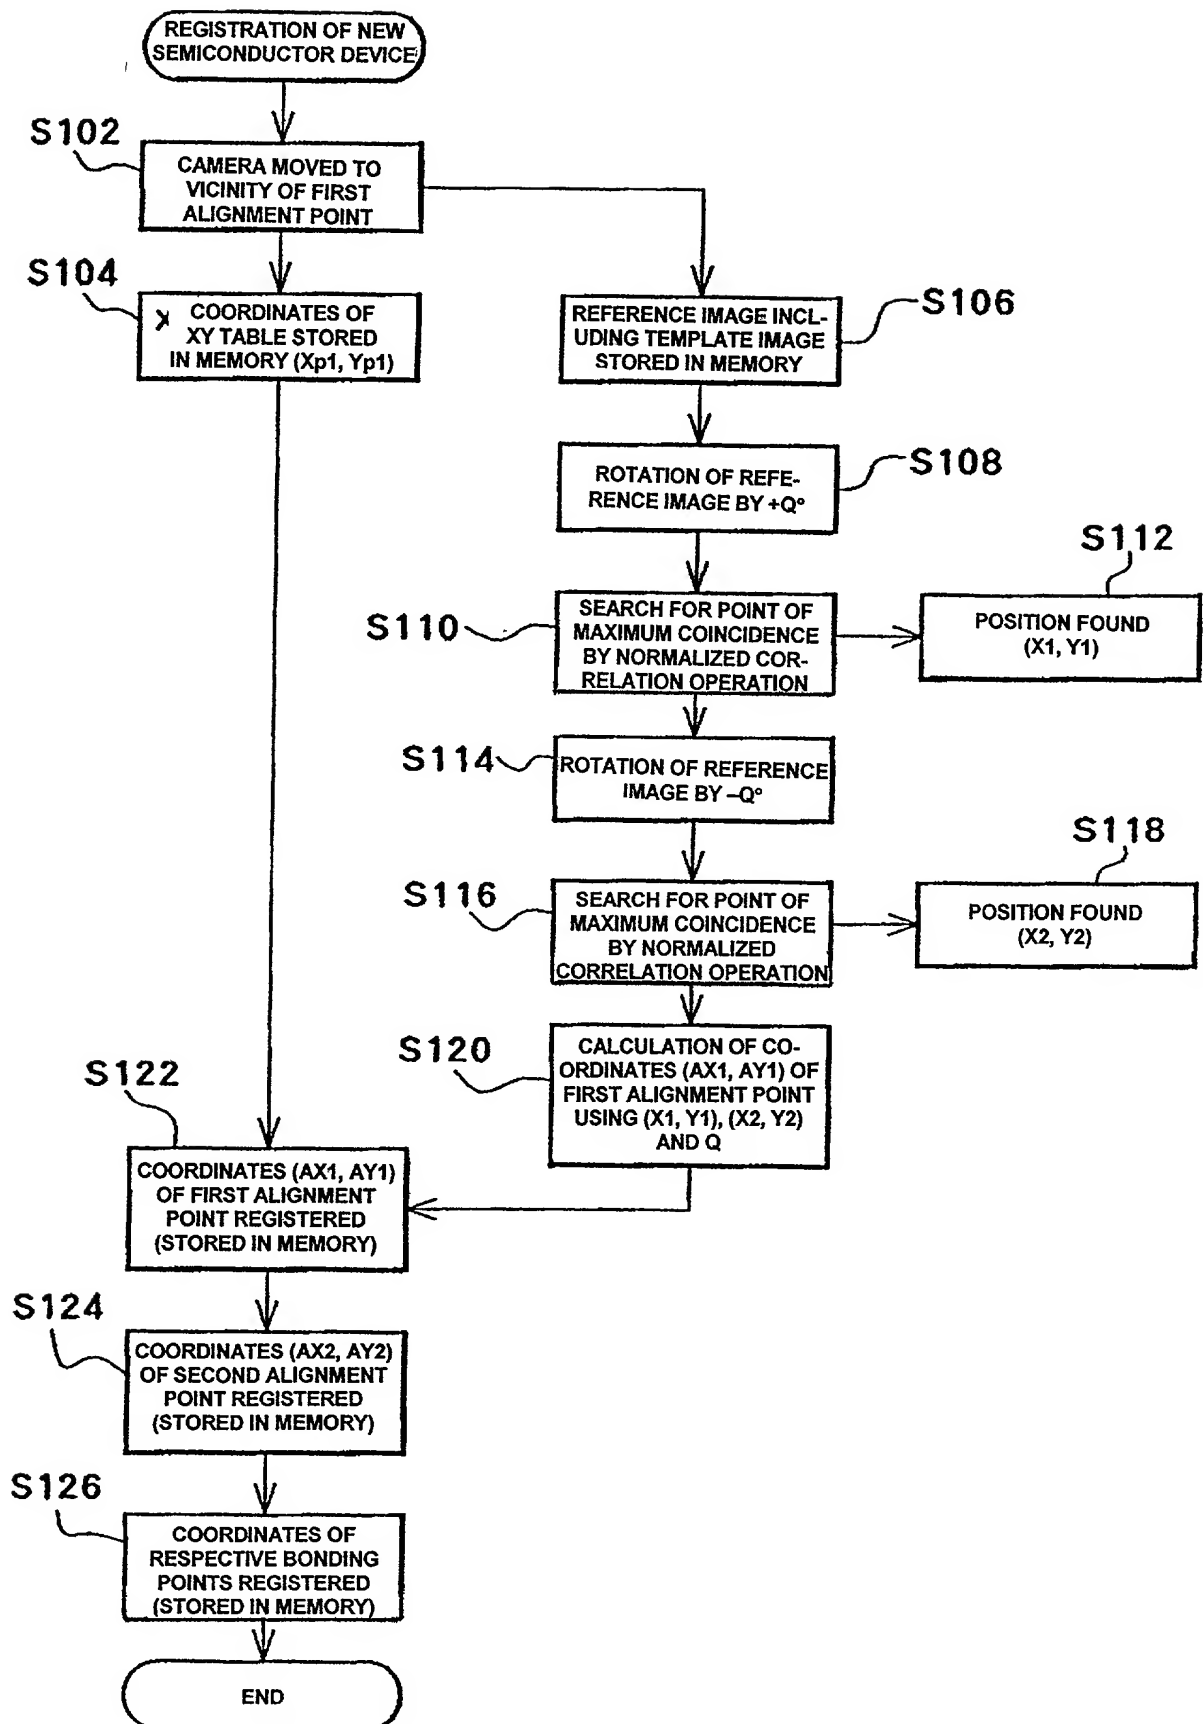 REGISTRATION OF NEW
SEMICONDUCTOR DEVICE
S102
CAMERA MOVED TO
VICINITY OF FIRST
ALIGNMENT POINT
S104
X COORDINATES OF
XY TABLE STORED
IN MEMORY (Xp1, Yp1)
S106
REFERENCE IMAGE INCL-
UDING TEMPLATE IMAGE
STORED IN MEMORY
S108
ROTATION OF REFE-
RENCE IMAGE BY +Q°
S110
SEARCH FOR POINT OF
MAXIMUM COINCIDENCE
BY NORMALIZED COR-
RELATION OPERATION
S112
POSITION FOUND
(X1, Y1)
S114
ROTATION OF REFERENCE
IMAGE BY –Q°
S116
SEARCH FOR POINT OF
MAXIMUM COINCIDENCE
BY NORMALIZED
CORRELATION OPERATION
S118
POSITION FOUND
(X2, Y2)
S120
CALCULATION OF CO-
ORDINATES (AX1, AY1) OF
FIRST ALIGNMENT POINT
USING (X1, Y1), (X2, Y2)
AND Q
S122
COORDINATES (AX1, AY1)
OF FIRST ALIGNMENT
POINT REGISTERED
(STORED IN MEMORY)
S124
COORDINATES (AX2, AY2)
OF SECOND ALIGNMENT
POINT REGISTERED
(STORED IN MEMORY)
S126
COORDINATES OF
RESPECTIVE BONDING
POINTS REGISTERED
(STORED IN MEMORY)
END